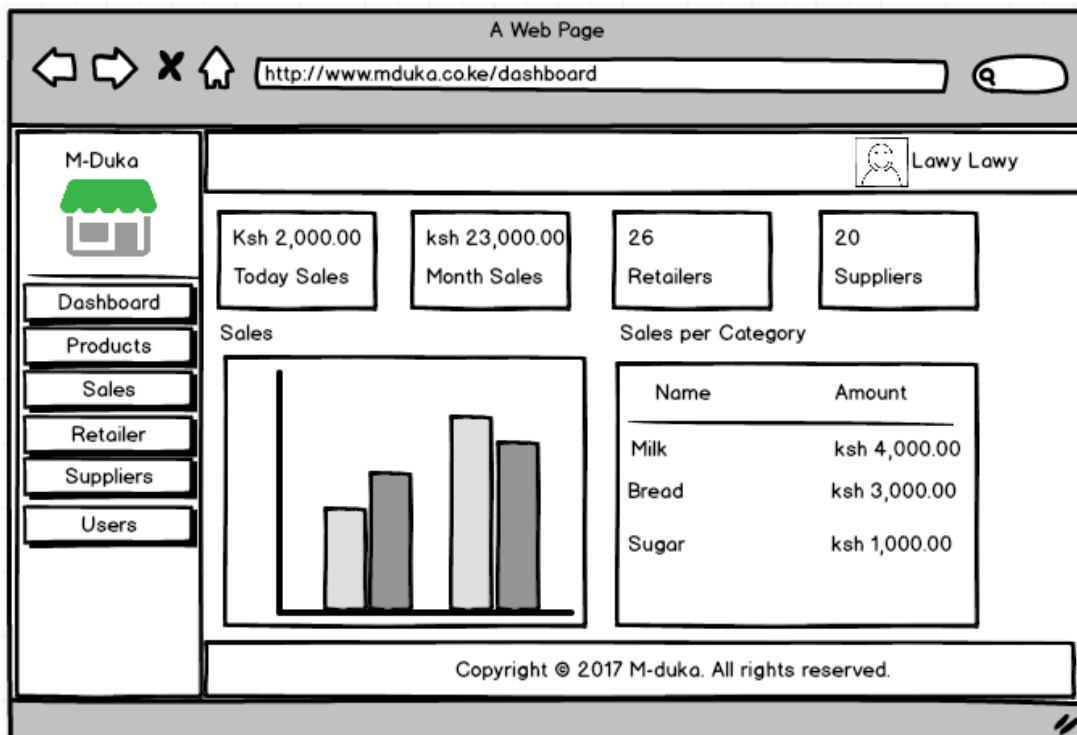 A Web Page
http://www.mduka.co.ke/dashboard
M-Duka
Lawy Lawy
Dashboard
Products
Sales
Retailer
Suppliers
Users
Ksh 2,000.00
Today Sales
ksh 23,000.00
Month Sales
26
Retailers
20
Suppliers
Sales
Sales per Category
Name Amount
Milk ksh 4,000.00
Bread ksh 3,000.00
Sugar ksh 1,000.00
Copyright © 2017 M-duka. All rights reserved.